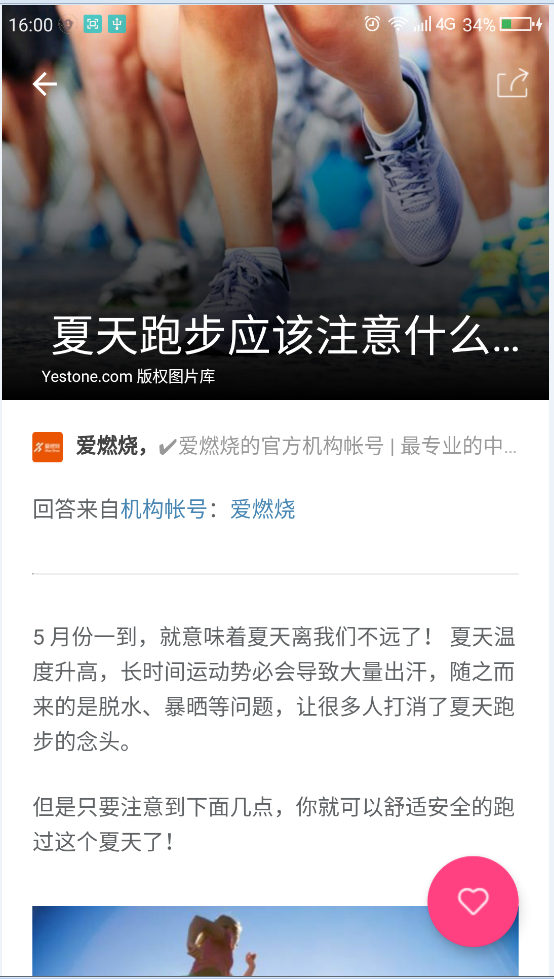 16:00
4G 34%
夏天跑步应该注意什么...
Yestone.com 版权图片库
爱燃烧，✔爱燃烧的官方机构帐号 | 最专业的中...
回答来自机构帐号：爱燃烧
5 月份一到，就意味着夏天离我们不远了！ 夏天温
度升高，长时间运动势必会导致大量出汗，随之而
来的是脱水、暴晒等问题，让很多人打消了夏天跑
步的念头。
但是只要注意到下面几点，你就可以舒适安全的跑
过这个夏天了！